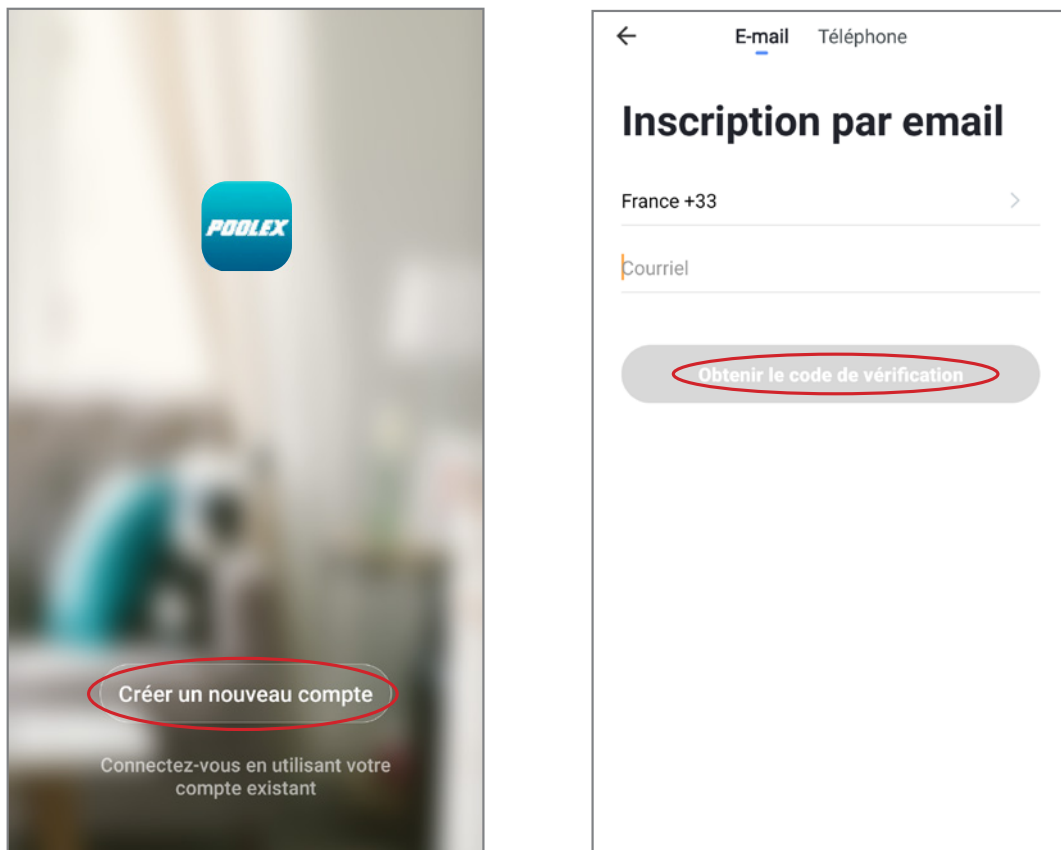 POOLEX
Créer un nouveau compte
Connectez-vous en utilisant votre
compte existant
E-mail Téléphone
Inscription par email
France +33
Courriel
Obtenir le code de vérification